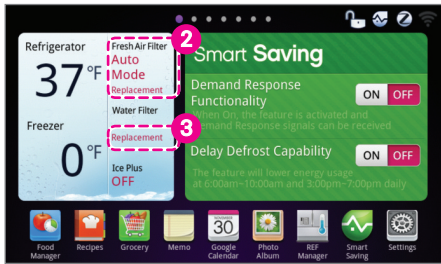 Refrigerator
37 °F
Freezer
0 °F
Fresh Air Filter
Auto
Mode
Replacement
2
Water Filter
Replacement
3
Ice Plus
OFF
Smart Saving
Demand Response
Functionality
When On, the feature is activated and
Demand Response signals can be received
ON OFF
Delay Defrost Capability
The feature will lower energy usage
at 6:00am~10:00am and 3:00pm~7:00pm daily
ON OFF
NOVEMBER
30
Food
Manager
Recipes
Grocery
Memo
Google
Calendar
Photo
Album
REF
Manager
Smart
Saving
Settings